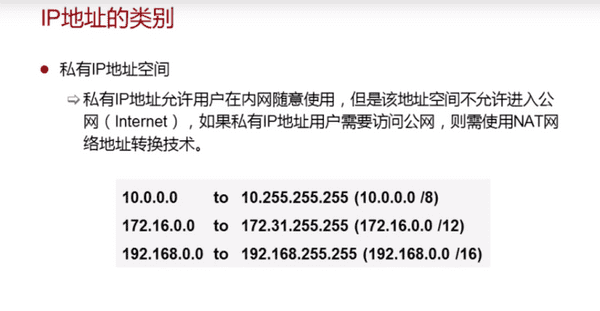 IP地址的类别
● 私有IP地址空间
⇨私有IP地址允许用户在内网随意使用，但是该地址空间不允许进入公
网（Internet），如果私有IP地址用户需要访问公网，则需使用NAT网
络地址转换技术。
10.0.0.0 to 10.255.255.255 (10.0.0.0 /8)
172.16.0.0 to 172.31.255.255 (172.16.0.0 /12)
192.168.0.0 to 192.168.255.255 (192.168.0.0 /16)